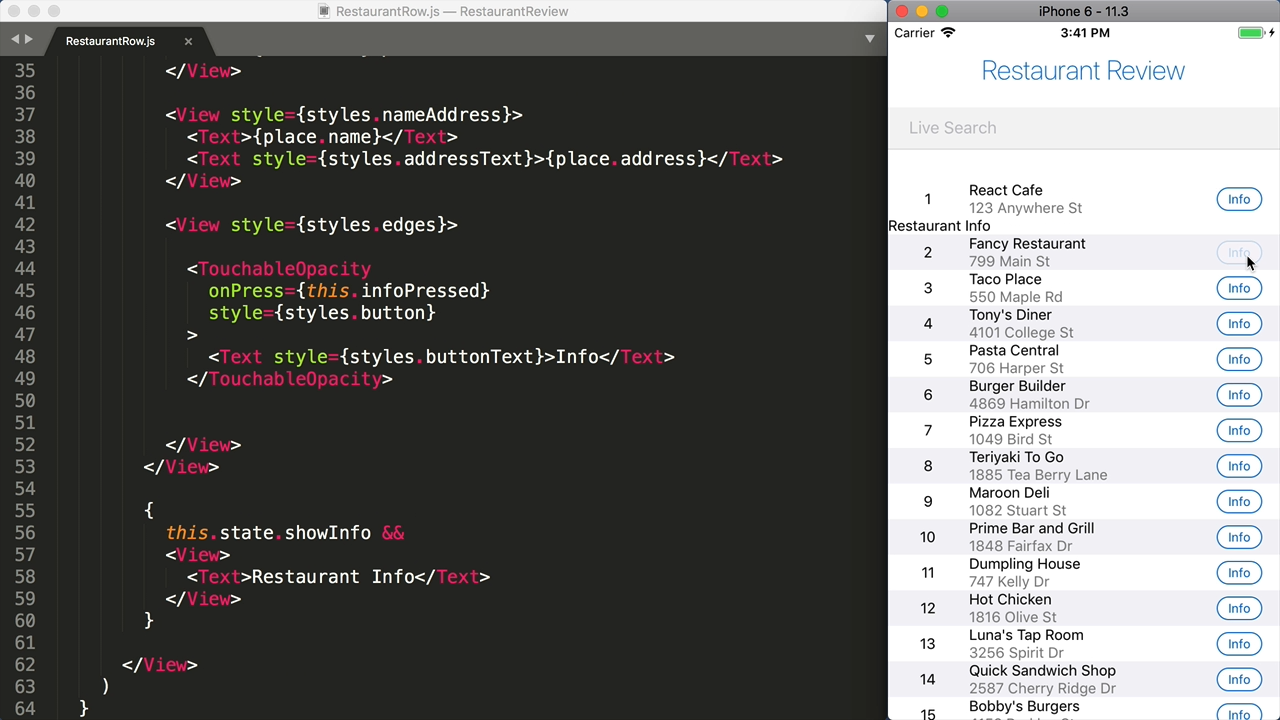 RestaurantRow.js — RestaurantReview
RestaurantRow.js ×
35 </View>
36
37 <View style={styles.nameAddress}>
38 <Text>{place.name}</Text>
39 <Text style={styles.addressText}>{place.address}</Text>
40 </View>
41
42 <View style={styles.edges}>
43
44 <TouchableOpacity
45 onPress={this.infoPressed}
46 style={styles.button}
47 >
48 <Text style={styles.buttonText}>Info</Text>
49 </TouchableOpacity>
50
51
52 </View>
53 </View>
54
55 {
56 this.state.showInfo &&
57 <View>
58 <Text>Restaurant Info</Text>
59 </View>
60 }
61
62 </View>
63 )
64 }
iPhone 6 - 11.3
Carrier 3:41 PM
Restaurant Review
Live Search
1 React Cafe Info
123 Anywhere St
Restaurant Info
2 Fancy Restaurant Info
799 Main St
3 Taco Place Info
550 Maple Rd
4 Tony's Diner Info
4101 College St
5 Pasta Central Info
706 Harper St
6 Burger Builder Info
4869 Hamilton Dr
7 Pizza Express Info
1049 Bird St
8 Teriyaki To Go Info
1885 Tea Berry Lane
9 Maroon Deli Info
1082 Stuart St
10 Prime Bar and Grill Info
1848 Fairfax Dr
11 Dumpling House Info
747 Kelly Dr
12 Hot Chicken Info
1816 Olive St
13 Luna's Tap Room Info
3256 Spirit Dr
14 Quick Sandwich Shop Info
2587 Cherry Ridge Dr
15 Bobby's Burgers Info